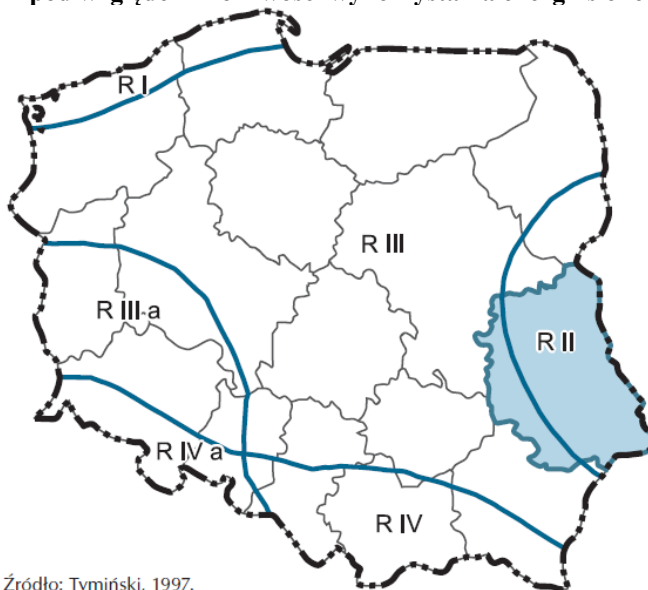 R I
R III
R III a
R II
R IV a
R IV
Źródło: Tymiński, 1997.